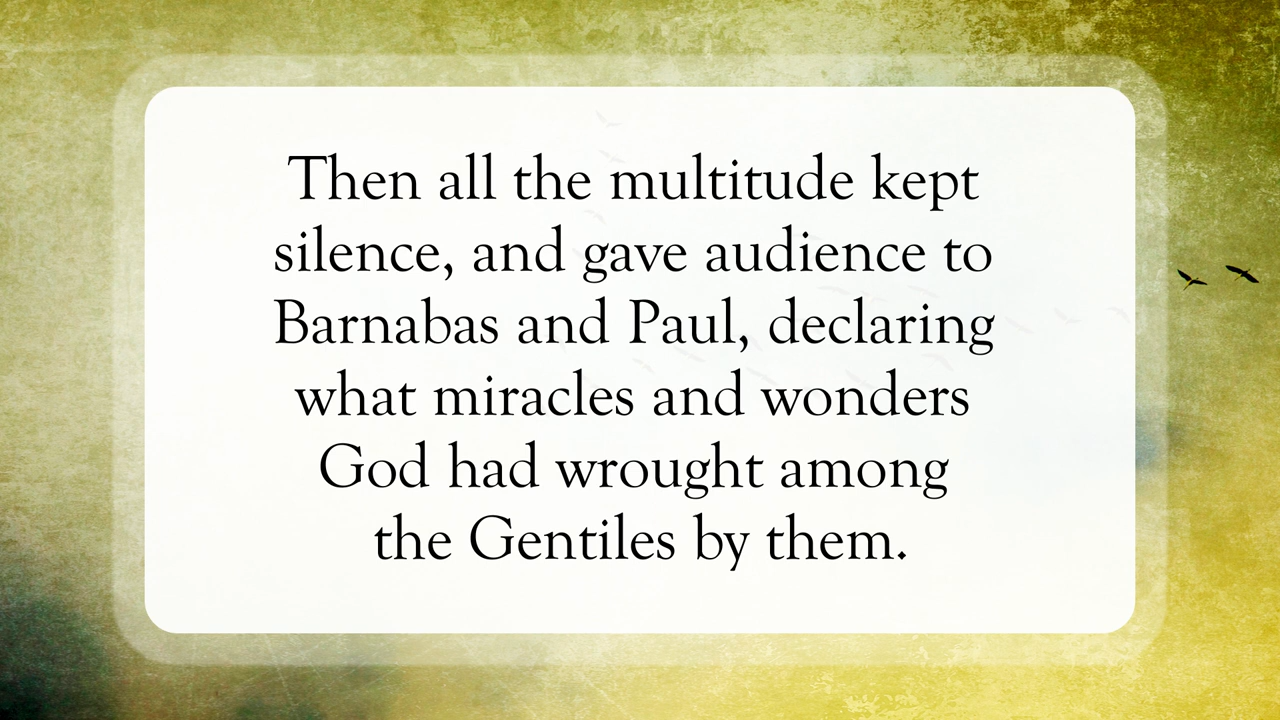 Then all the multitude kept
silence, and gave audience to
Barnabas and Paul, declaring
what miracles and wonders
God had wrought among
the Gentiles by them.